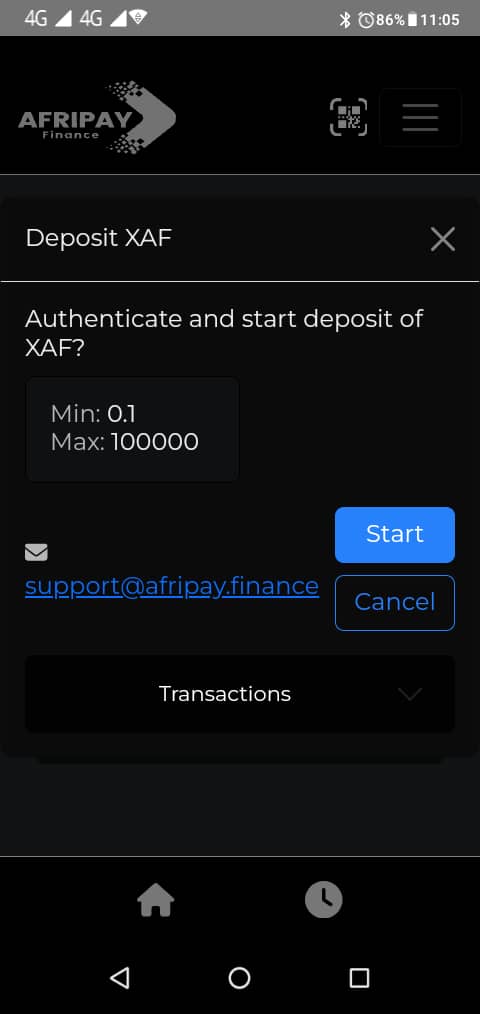 4G 4G 86% 11:05
AFRIPAY
Finance
Deposit XAF
Authenticate and start deposit of
XAF?
Min: 0.1
Max: 100000
Start
support@afripay.finance
Cancel
Transactions